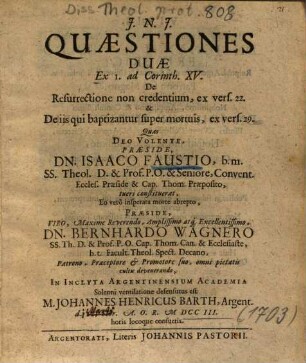 Diss. Theol. prot. 808
J. N. J.
QUÆSTIONES
DUÆ
Ex 1. ad Corinth. XV.
De
Resurrectione non credentium, ex vers. 22.
&
De iis qui baptizantur super mortuis, ex vers. 29.
Quas
DEO VOLENTE,
PRÆSIDE,
DN. ISAACO FAUSTIO, b. m.
SS. Theol. D. & Prof. P. O. & Seniore, Convent.
Eccles. Præside & Cap. Thom. Præposito,
tueri constituerat,
Eo verò insperatâ morte abrepto,
PRÆSIDE,
VIRO, Maxime Reverendo, Amplissimo atq; Excellentissimo,
DN. BERNHARDO WAGNERO
SS. Th. D. & Prof. P. O. Cap. Thom. Can. & Ecclesiaste,
h. t. Facult. Theol. Spect. Decano,
Patrono, Præceptore & Promotore suo, omni pietatis
cultu devenerando,
IN INCLYTA ARGENTINENSIUM ACADEMIA
Solenni ventilatione defensurus est
M. JOHANNES HENRICUS BARTH, Argent.
A. O. R. M DCC III.
horis locoque consuetis.
(1703)
ARGENTORATI, Literis JOHANNIS PASTORII.